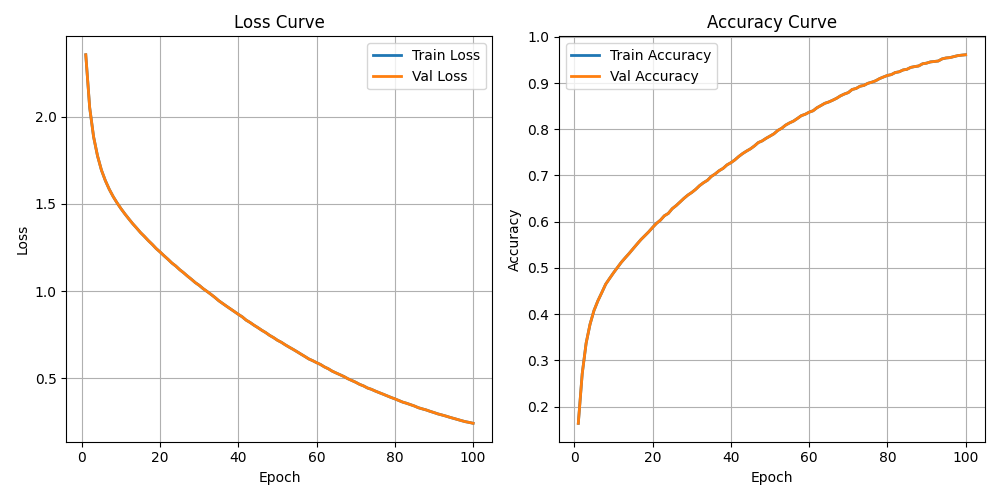 Loss Curve
Train Loss
Val Loss
2.0
1.5
1.0
0.5
Loss
0 20 40 60 80 100
Epoch
Accuracy Curve
Train Accuracy
Val Accuracy
1.0
0.9
0.8
0.7
0.6
0.5
0.4
0.3
0.2
Accuracy
0 20 40 60 80 100
Epoch